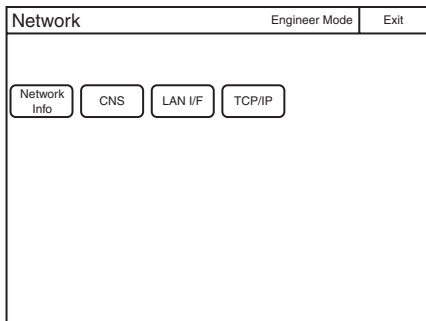 Network Engineer Mode Exit
Network
Info
CNS
LAN I/F
TCP/IP